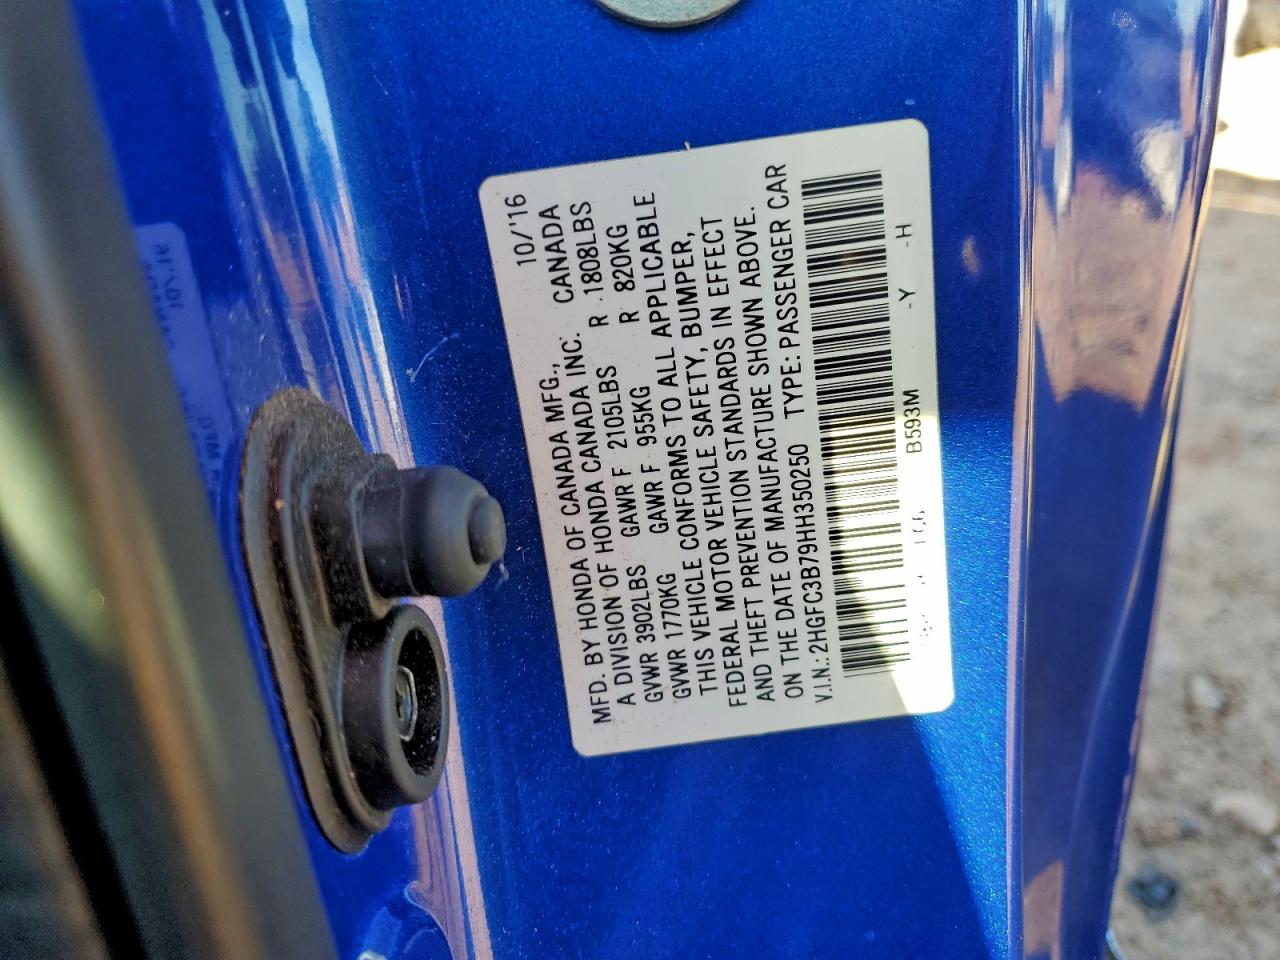 10/'16
MFD. BY HONDA OF CANADA MFG.,
A DIVISION OF HONDA CANADA INC. CANADA
GVWR 3902LBS GAWR F 2105LBS R 1808LBS
GVWR 1770KG GAWR F 955KG R 820KG
THIS VEHICLE CONFORMS TO ALL APPLICABLE
FEDERAL MOTOR VEHICLE SAFETY, BUMPER,
AND THEFT PREVENTION STANDARDS IN EFFECT
ON THE DATE OF MANUFACTURE SHOWN ABOVE.
V.I.N.: 2HGFC3B79HH350250 TYPE: PASSENGER CAR
B593M -Y -H